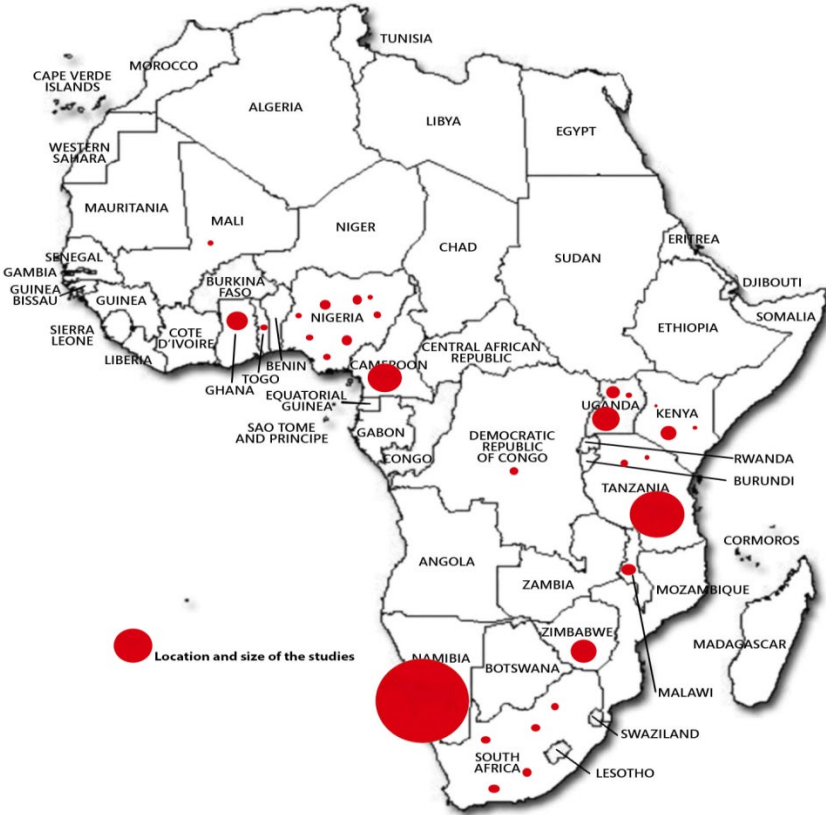 TUNISIA
MOROCCO
CAPE VERDE
ISLANDS
ALGERIA
LIBYA
EGYPT
WESTERN
SAHARA
MAURITANIA
MALI
NIGER
CHAD
SUDAN
ERITREA
SENEGAL
GAMBIA
GUINEA
BISSAU
GUINEA
BURKINA
FASO
DJIBOUTI
SOMALIA
NIGERIA
ETHIOPIA
SIERRA
LEONE
COTE
D'IVOIRE
LIBERIA
CENTRAL AFRICAN
REPUBLIC
BENIN
TOGO
GHANA
CAMEROON
EQUATORIAL
GUINEA
SAO TOME
AND PRINCIPE
GABON
CONGO
DEMOCRATIC
REPUBLIC
OF CONGO
UGANDA
KENYA
RWANDA
BURUNDI
TANZANIA
CORMOROS
ANGOLA
ZAMBIA
MOZAMBIQUE
ZIMBABWE
MADAGASCAR
NAMIBIA
BOTSWANA
MALAWI
Location and size of the studies
SWAZILAND
SOUTH
AFRICA
LESOTHO